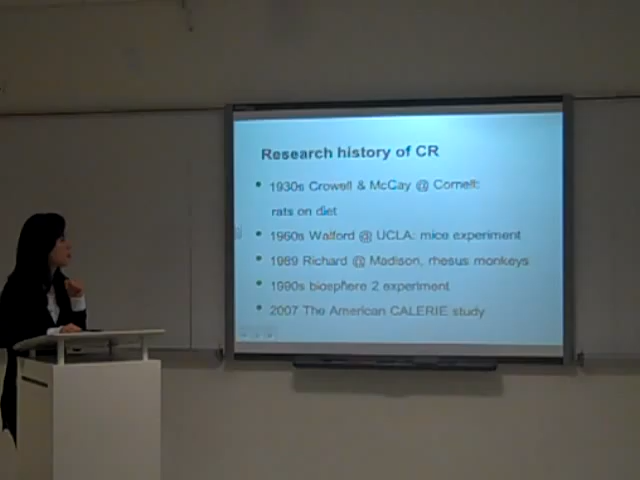 Research history of CR
• 1930s Crowell & McCay @ Cornell:
rats on diet
• 1960s Walford @ UCLA: mice experiment
• 1989 Richard @ Madison, rhesus monkeys
• 1990s biosphere 2 experiment
• 2007 The American CALERIE study